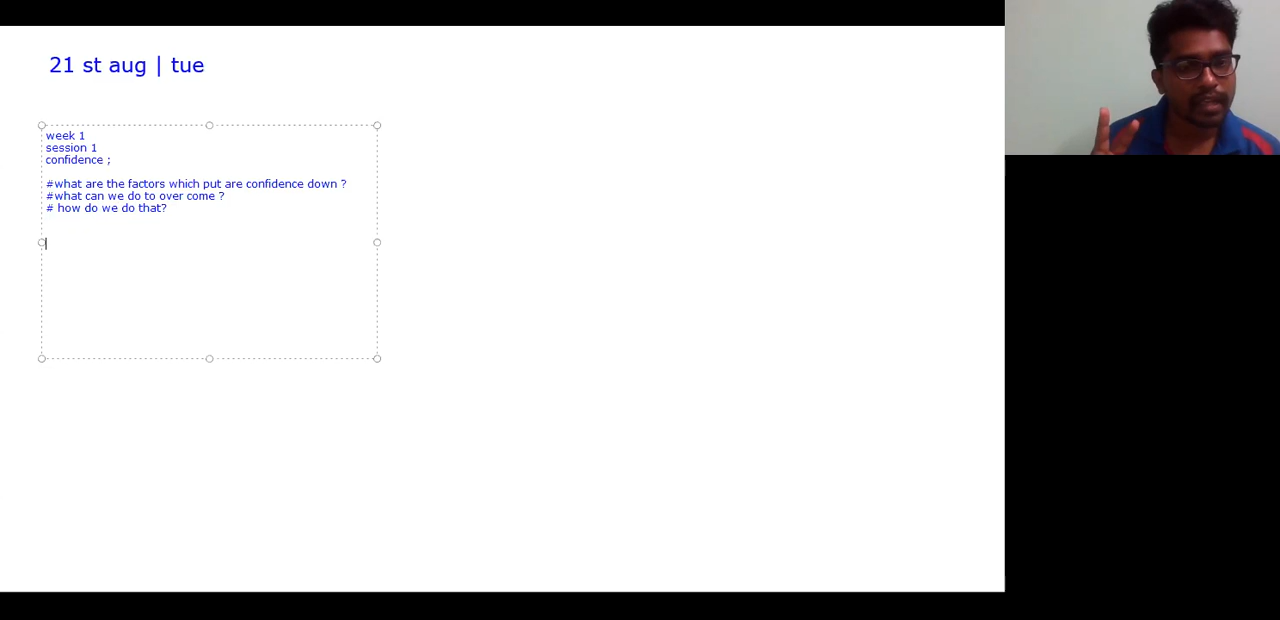 21 st aug | tue
week 1
session 1
confidence ;
#what are the factors which put are confidence down ?
#what can we do to over come ?
# how do we do that?